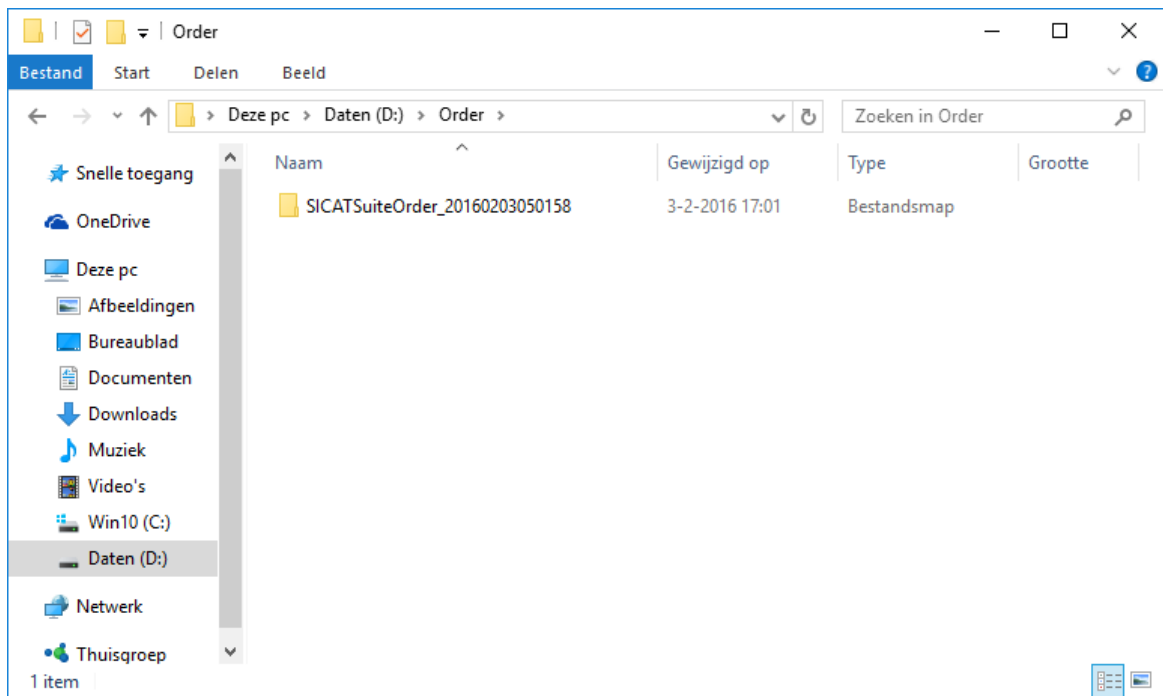 Order
Bestand Start Delen Beeld
Deze pc Daten (D:) Order Zoeken in Order
Naam Gewijzigd op Type Grootte
SICATSuiteOrder_20160203050158 3-2-2016 17:01 Bestandsmap
Snelle toegang
OneDrive
Deze pc
Afbeeldingen
Bureaublad
Documenten
Downloads
Muziek
Video's
Win10 (C:)
Daten (D:)
Netwerk
Thuisgroep
1 item